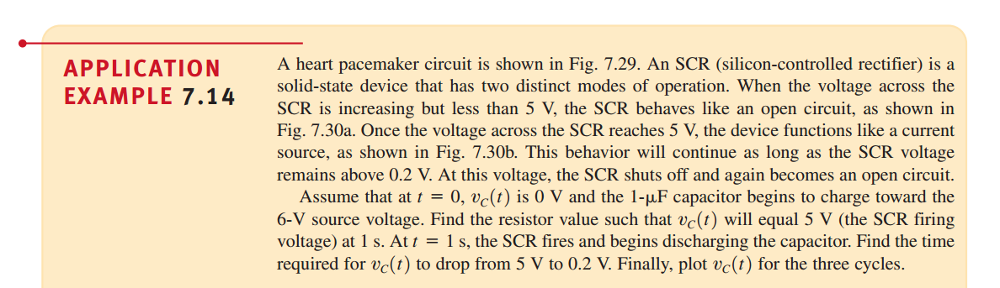 APPLICATION
EXAMPLE 7.14
A heart pacemaker circuit is shown in Fig. 7.29. An SCR (silicon-controlled rectifier) is a
solid-state device that has two distinct modes of operation. When the voltage across the
SCR is increasing but less than 5 V, the SCR behaves like an open circuit, as shown in
Fig. 7.30a. Once the voltage across the SCR reaches 5 V, the device functions like a current
source, as shown in Fig. 7.30b. This behavior will continue as long as the SCR voltage
remains above 0.2 V. At this voltage, the SCR shuts off and again becomes an open circuit.
Assume that at t = 0, v_C(t) is 0 V and the 1-μF capacitor begins to charge toward the
6-V source voltage. Find the resistor value such that v_C(t) will equal 5 V (the SCR firing
voltage) at 1 s. At t = 1 s, the SCR fires and begins discharging the capacitor. Find the time
required for v_C(t) to drop from 5 V to 0.2 V. Finally, plot v_C(t) for the three cycles.